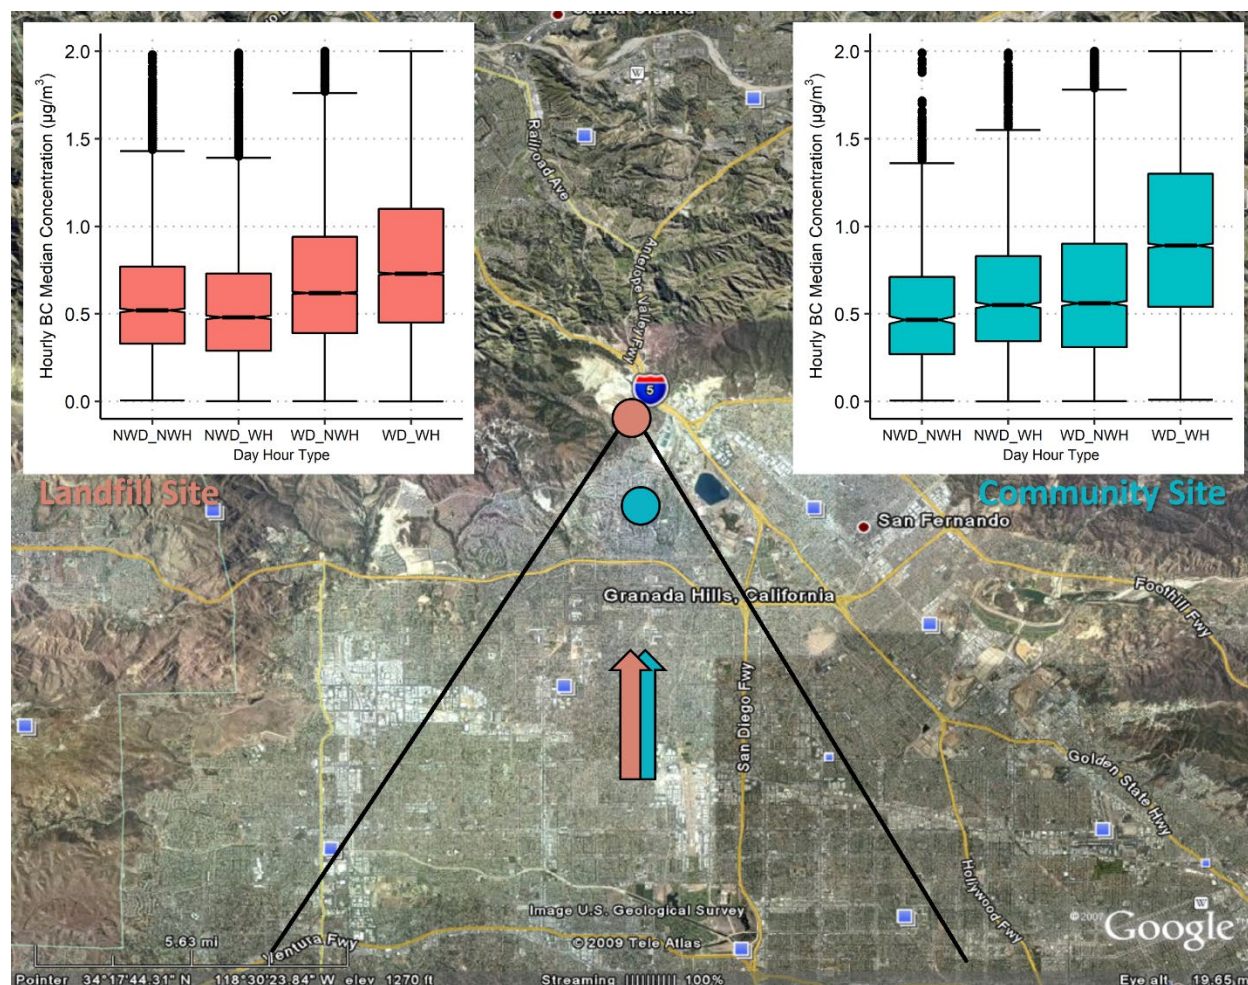 Hourly BC Median Concentration (µg/m³)
2.0
1.5
1.0
0.5
0.0
NWD_NWH
NWD_WH
WD_NWH
WD_WH
Day Hour Type
Landfill Site
Hourly BC Median Concentration (µg/m³)
2.0
1.5
1.0
0.5
0.0
NWD_NWH
NWD_WH
WD_NWH
WD_WH
Day Hour Type
Community Site
W
Railroad Ave
Antelope Valley Fwy
5
San Fernando
Granada Hills, California
Foothill Fwy
San Diego Fwy
Golden State Hwy
Hollywood Fwy
Ventura Fwy
5.63 mi
Image U.S. Geological Survey
© 2009 Tele Atlas
W
© 2007 Google™
Pointer 34°17'44.31" N 118°30'23.84" W elev 1270 ft
Streaming |||||||||| 100%
Eye alt 19.65 m